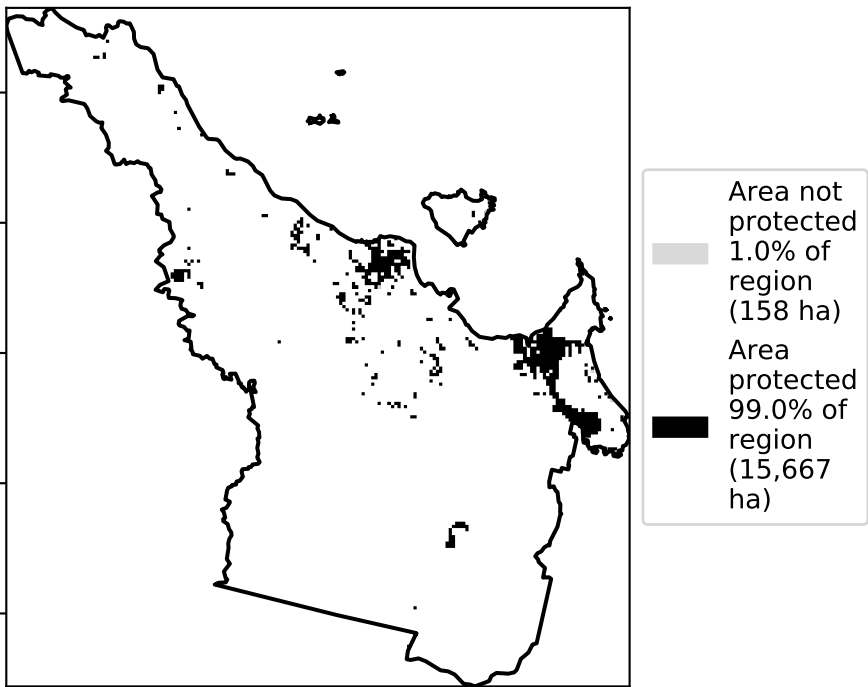 Area not
protected
1.0% of
region
(158 ha)
Area
protected
99.0% of
region
(15,667
ha)